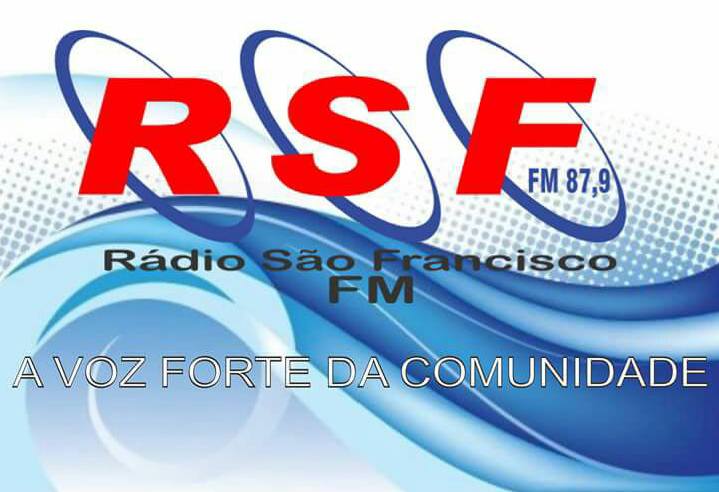 RSF
FM 87,9
Rádio São Francisco
FM
A VOZ FORTE DA COMUNIDADE